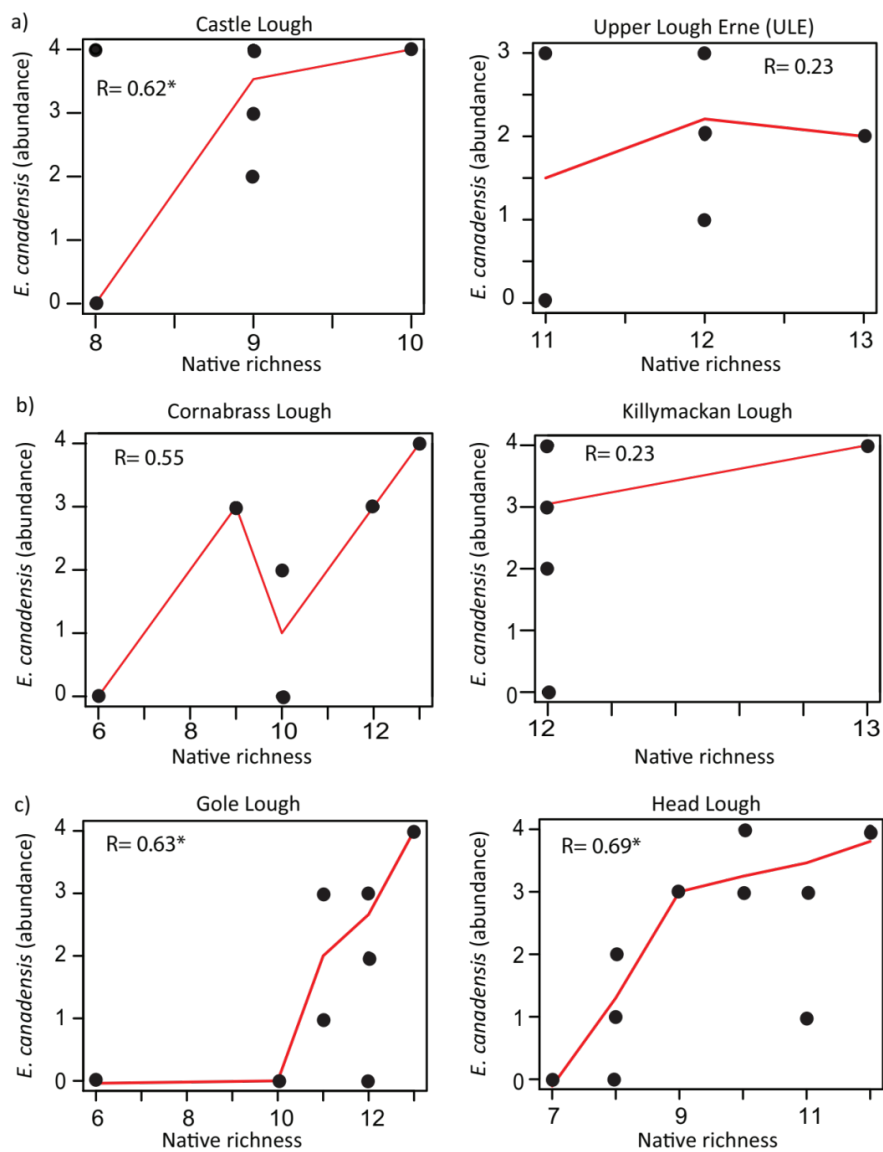 a)
Castle Lough
Upper Lough Erne (ULE)
E. canadensis (abundance)
4
3
2
1
0
R= 0.62*
8
9
10
Native richness
E. canadensis (abundance)
3
2
1
0
R= 0.23
11
12
13
Native richness
b)
Cornabrass Lough
Killymackan Lough
E. canadensis (abundance)
4
3
2
1
0
R= 0.55
6
8
10
12
Native richness
E. canadensis (abundance)
4
3
2
1
0
R= 0.23
12
13
Native richness
c)
Gole Lough
Head Lough
E. canadensis (abundance)
4
3
2
1
0
R= 0.63*
6
8
10
12
Native richness
E. canadensis (abundance)
4
3
2
1
0
R= 0.69*
7
9
11
Native richness